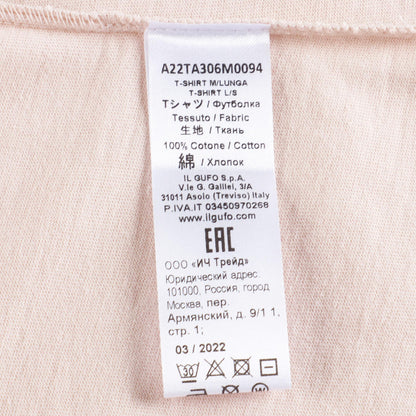 A22TA306M0094
T-SHIRT M/LUNGA
T-SHIRT L/S
Tシャツ / Футболка
Tessuto / Fabric
生地 / Ткань
100% Cotone / Cotton
綿 / Хлопок
IL GUFO S.p.A.
V.le G. Galilei, 3/A
31011 Asolo (Treviso) Italy
P.IVA.IT 03450970268
www.ilgufo.com
EAC
ООО «ИЧ Трейд»
Юридический адрес:
101000, Россия, город
Москва, пер.
Армянский, д. 9/1 1,
стр. 1;
03 / 2022